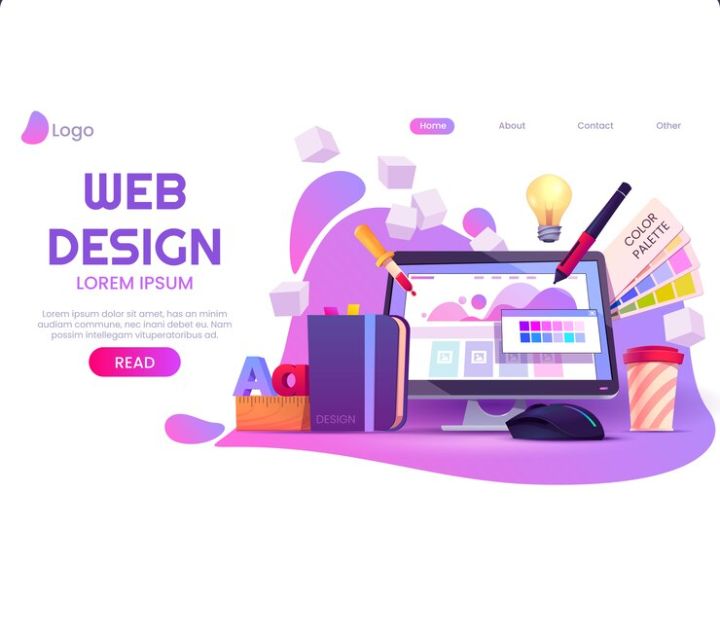 Logo
Home
About
Contact
Other
WEB
DESIGN
LOREM IPSUM
Lorem ipsum dolor sit amet, has an minim
audiam commune, nec inani debet ea. Nam
possim intellegam vituperatoribus ad.
READ
Aa
DESIGN
COLOR
PALETTE